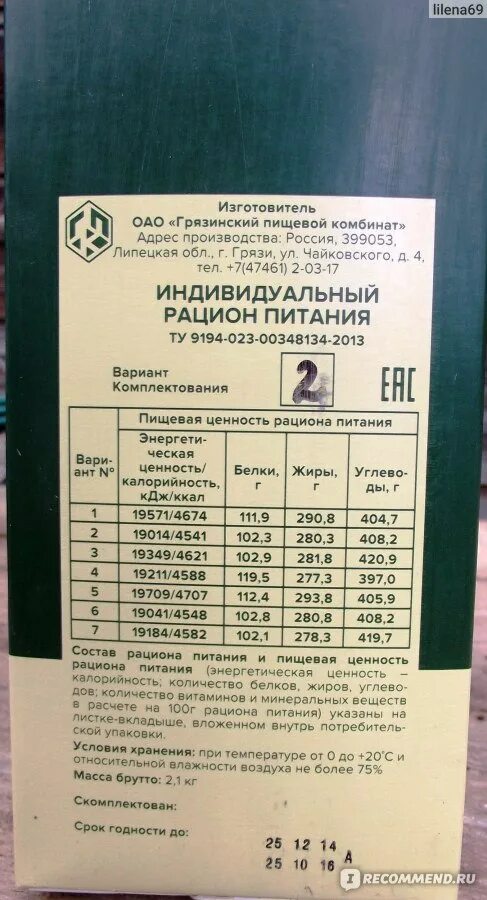 lilena69
Изготовитель
ОАО «Грязинский пищевой комбинат»
Адрес производства: Россия, 399053,
Липецкая обл., г. Грязи, ул. Чайковского, д. 4,
тел. +7(47461) 2-03-17
ИНДИВИДУАЛЬНЫЙ
РАЦИОН ПИТАНИЯ
ТУ 9194-023-00348134-2013
Вариант
Комплектования
2
ЕАС
Вари-
ант №
Пищевая ценность рациона питания
Энергети-
ческая
ценность/
калорийность,
кДж/ккал
Белки,
г
Жиры,
г
Углево-
ды, г
1 19571/4674 111,9 290,8 404,7
2 19014/4541 102,3 280,3 408,2
3 19349/4621 102,9 281,8 420,9
4 19211/4588 119,5 277,3 397,0
5 19709/4707 112,4 293,8 405,9
6 19041/4548 102,8 280,8 408,2
7 19184/4582 102,1 278,3 419,7
Состав рациона питания и пищевая ценность
рациона питания (энергетическая ценность –
калорийность; количество белков, жиров, углево-
дов; количество витаминов и минеральных веществ
в расчете на 100г рациона питания) указаны на
листке-вкладыше, вложенном внутрь потребитель-
ской упаковки.
Условия хранения: при температуре от 0 до +20°С и
относительной влажности воздуха не более 75%
Масса брутто: 2,1 кг
Скомплектован:
Срок годности до:
25 12 14
25 10 16 А
IRECOMMEND.RU